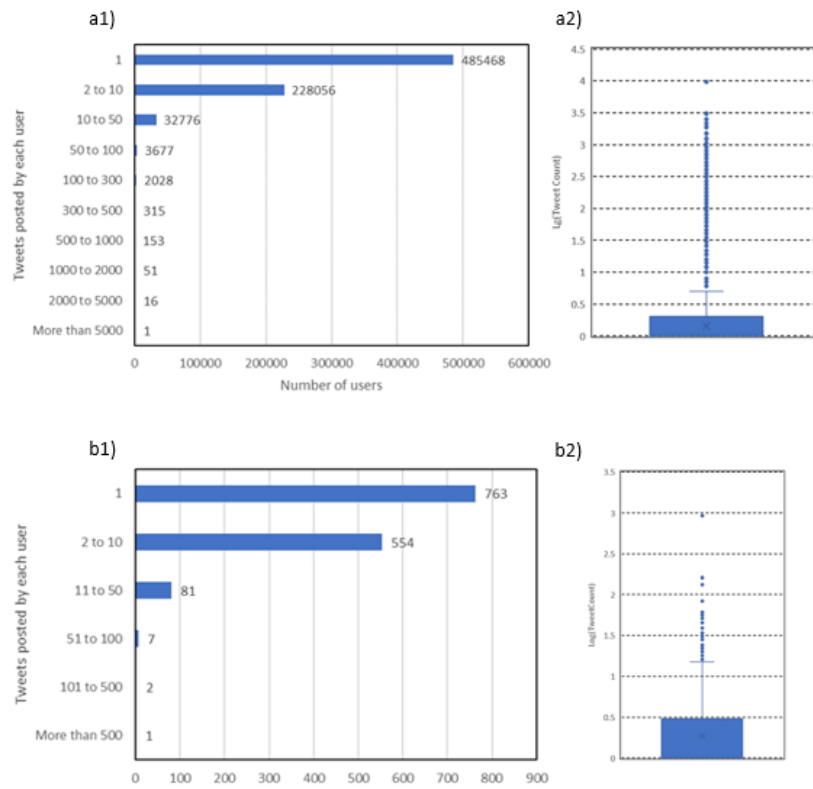 a1)
Tweets posted by each user
1
485468
2 to 10
228056
10 to 50
32776
50 to 100
3677
100 to 300
2028
300 to 500
315
500 to 1000
153
1000 to 2000
51
2000 to 5000
16
More than 5000
1
0 100000 200000 300000 400000 500000 600000
Number of users
a2)
Lg(Tweet Count)
4.5
4
3.5
3
2.5
2
1.5
1
0.5
0
b1)
Tweets posted by each user
1
763
2 to 10
554
11 to 50
81
51 to 100
7
101 to 500
2
More than 500
1
0 100 200 300 400 500 600 700 800 900
b2)
Log(TweetCount)
3.5
3
2.5
2
1.5
1
0.5
0